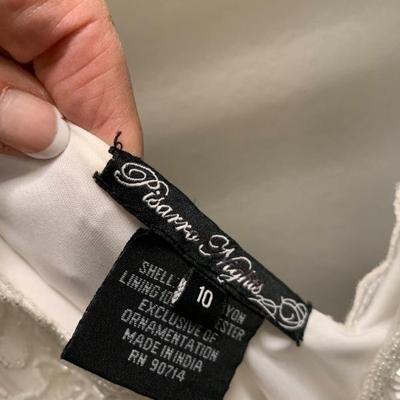 Pisarro Nights
10
SHELL
LINING
EXCLUSIVE OF
ORNAMENTATION
MADE IN INDIA
RN 90714